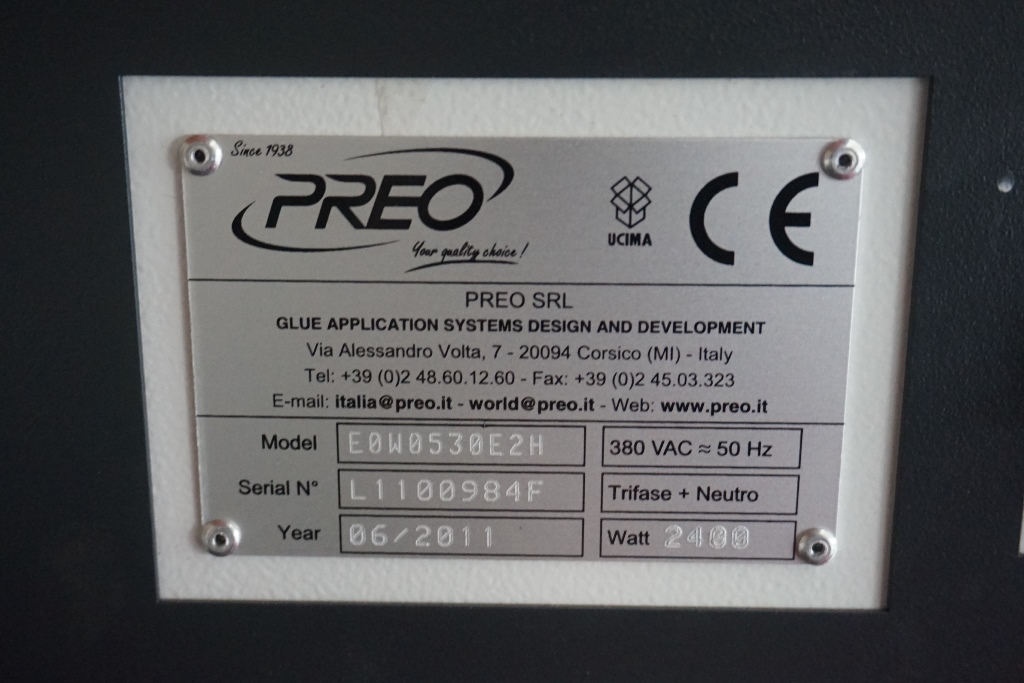 Since 1938
PREO
Your quality choice!
UCIMA
CE
PREO SRL
GLUE APPLICATION SYSTEMS DESIGN AND DEVELOPMENT
Via Alessandro Volta, 7 - 20094 Corsico (MI) - Italy
Tel: +39 (0)2 48.60.12.60 - Fax: +39 (0)2 45.03.323
E-mail: italia@preo.it - world@preo.it - Web: www.preo.it
Model E0W0530E2H 380 VAC ≈ 50 Hz
Serial N° L1100984F Trifase + Neutro
Year 06/2011 Watt 2400